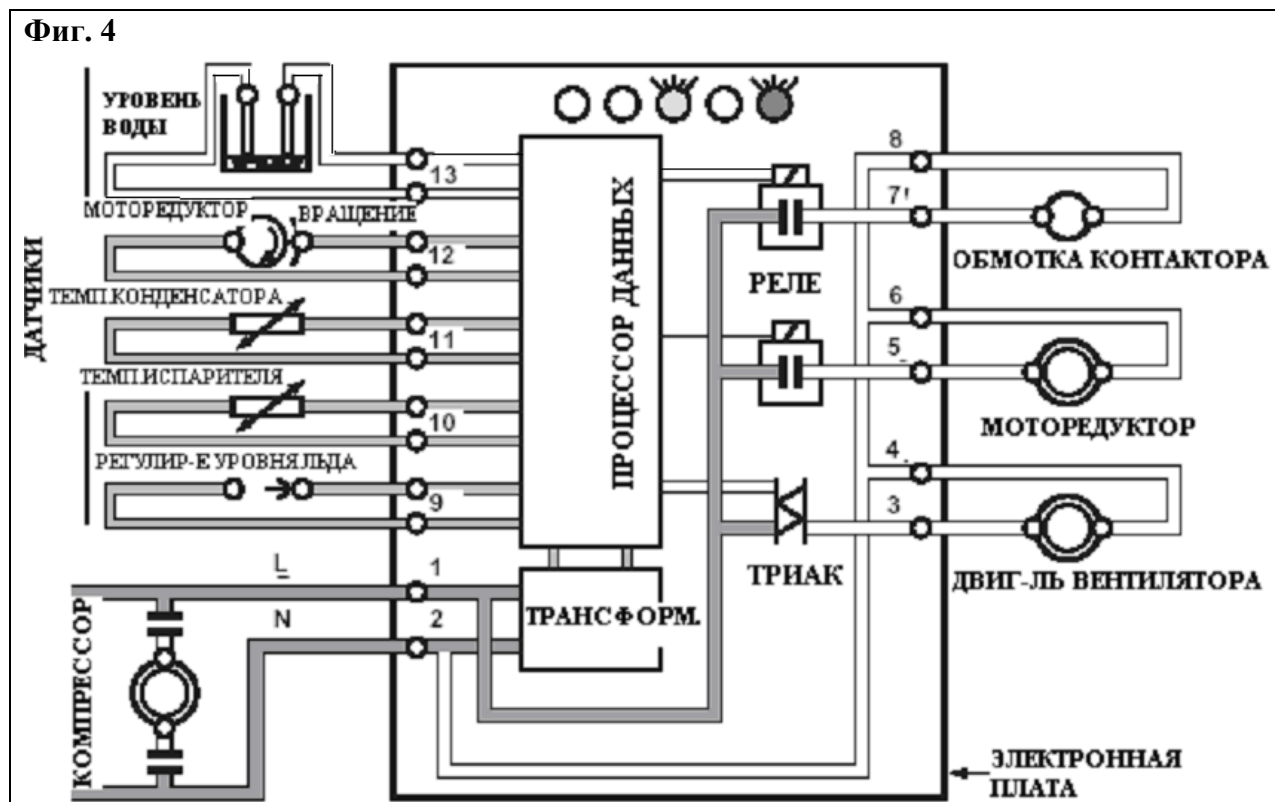 Фиг. 4
УРОВЕНЬ
ВОДЫ
13
МОТОРЕДУКТОР
ВРАЩЕНИЕ
12
ТЕМП.КОНДЕНСАТОРА
11
ТЕМП.ИСПАРИТЕЛЯ
10
РЕГУЛИР-Е УРОВНЯ ЛЬДА
9
ДАТЧИКИ
L
1
N
2
КОМПРЕССОР
ПРОЦЕССОР ДАННЫХ
ТРАНСФОРМ.
РЕЛЕ
ТРИАК
8
7
ОБМОТКА КОНТАКТОРА
6
5
МОТОРЕДУКТОР
4
3
ДВИГ-ЛЬ ВЕНТИЛЯТОРА
ЭЛЕКТРОННАЯ
ПЛАТА